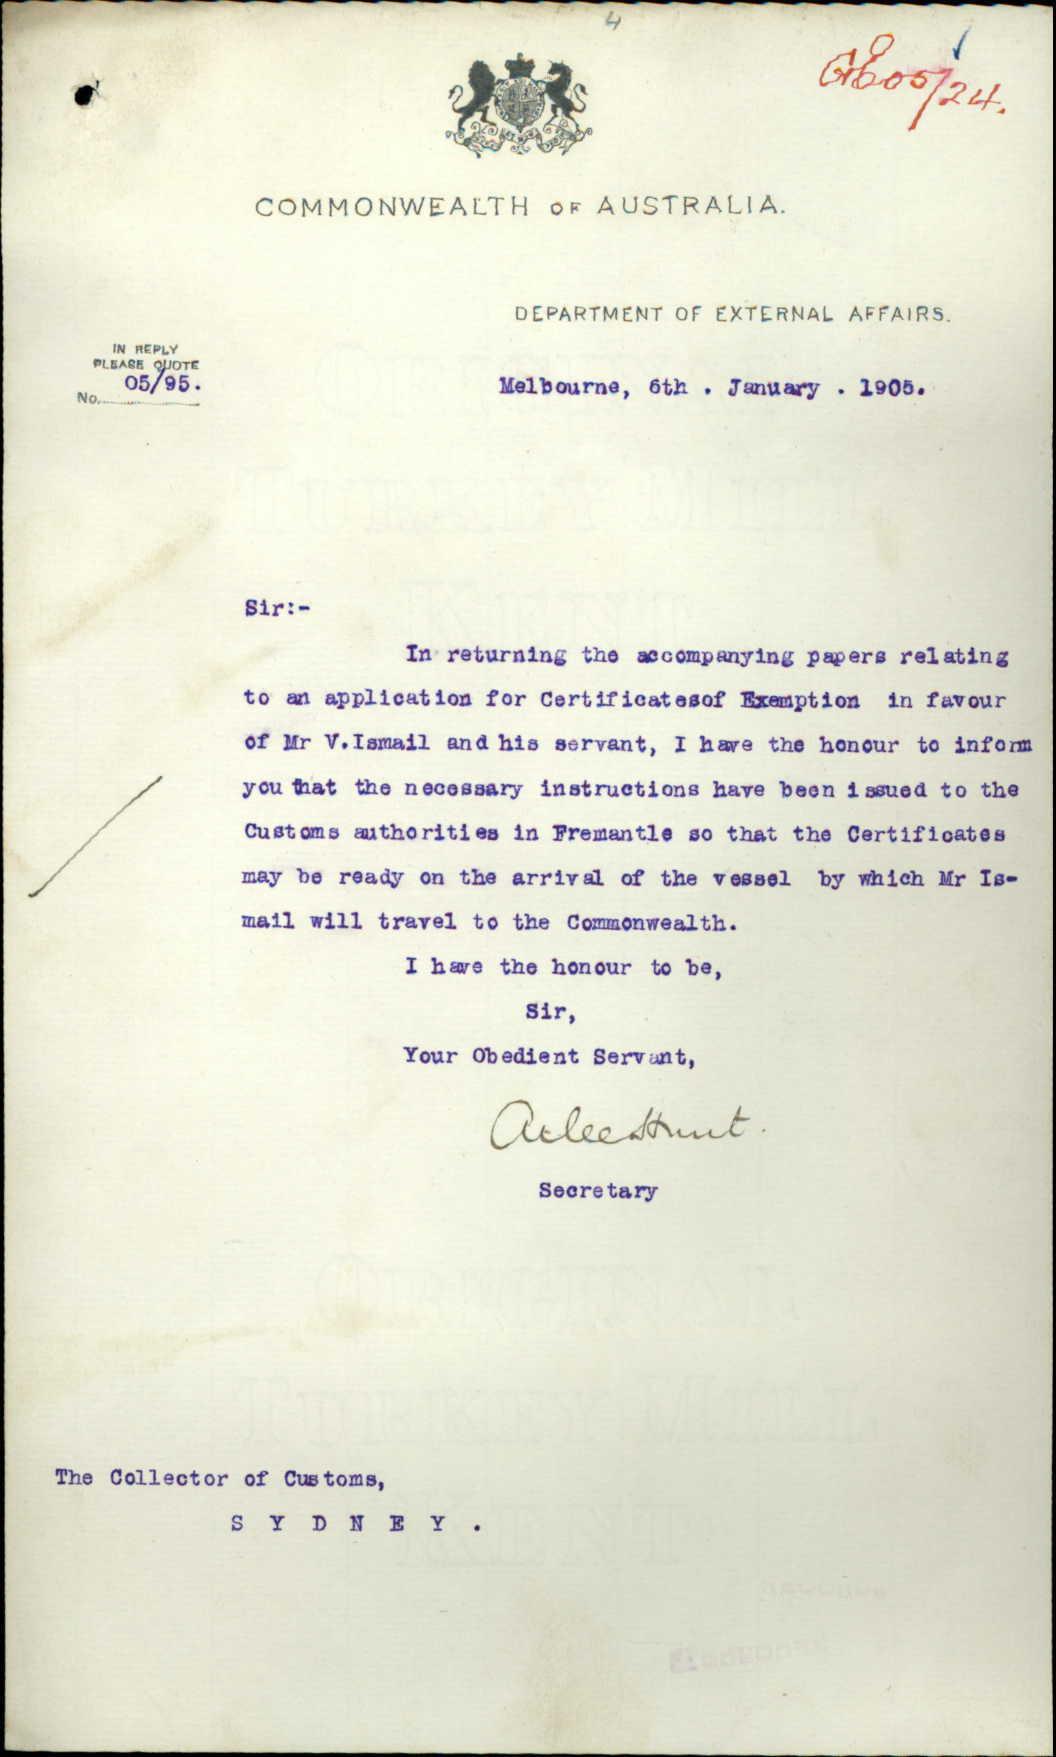 4
05/24.
COMMONWEALTH OF AUSTRALIA.
DEPARTMENT OF EXTERNAL AFFAIRS.
IN REPLY
PLEASE QUOTE
No. 05/95.
Melbourne, 6th . January . 1905.
Sir:-
In returning the accompanying papers relating
to an application for Certificatesof Exemption in favour
of Mr V.Ismail and his servant, I have the honour to inform
you that the necessary instructions have been issued to the
Customs authorities in Fremantle so that the Certificates
may be ready on the arrival of the vessel by which Mr Is-
mail will travel to the Commonwealth.
I have the honour to be,
Sir,
Your Obedient Servant,
Atlee Hunt.
Secretary
The Collector of Customs,
S Y D N E Y .
ORIGINAL
TURKEY MILL
KENT